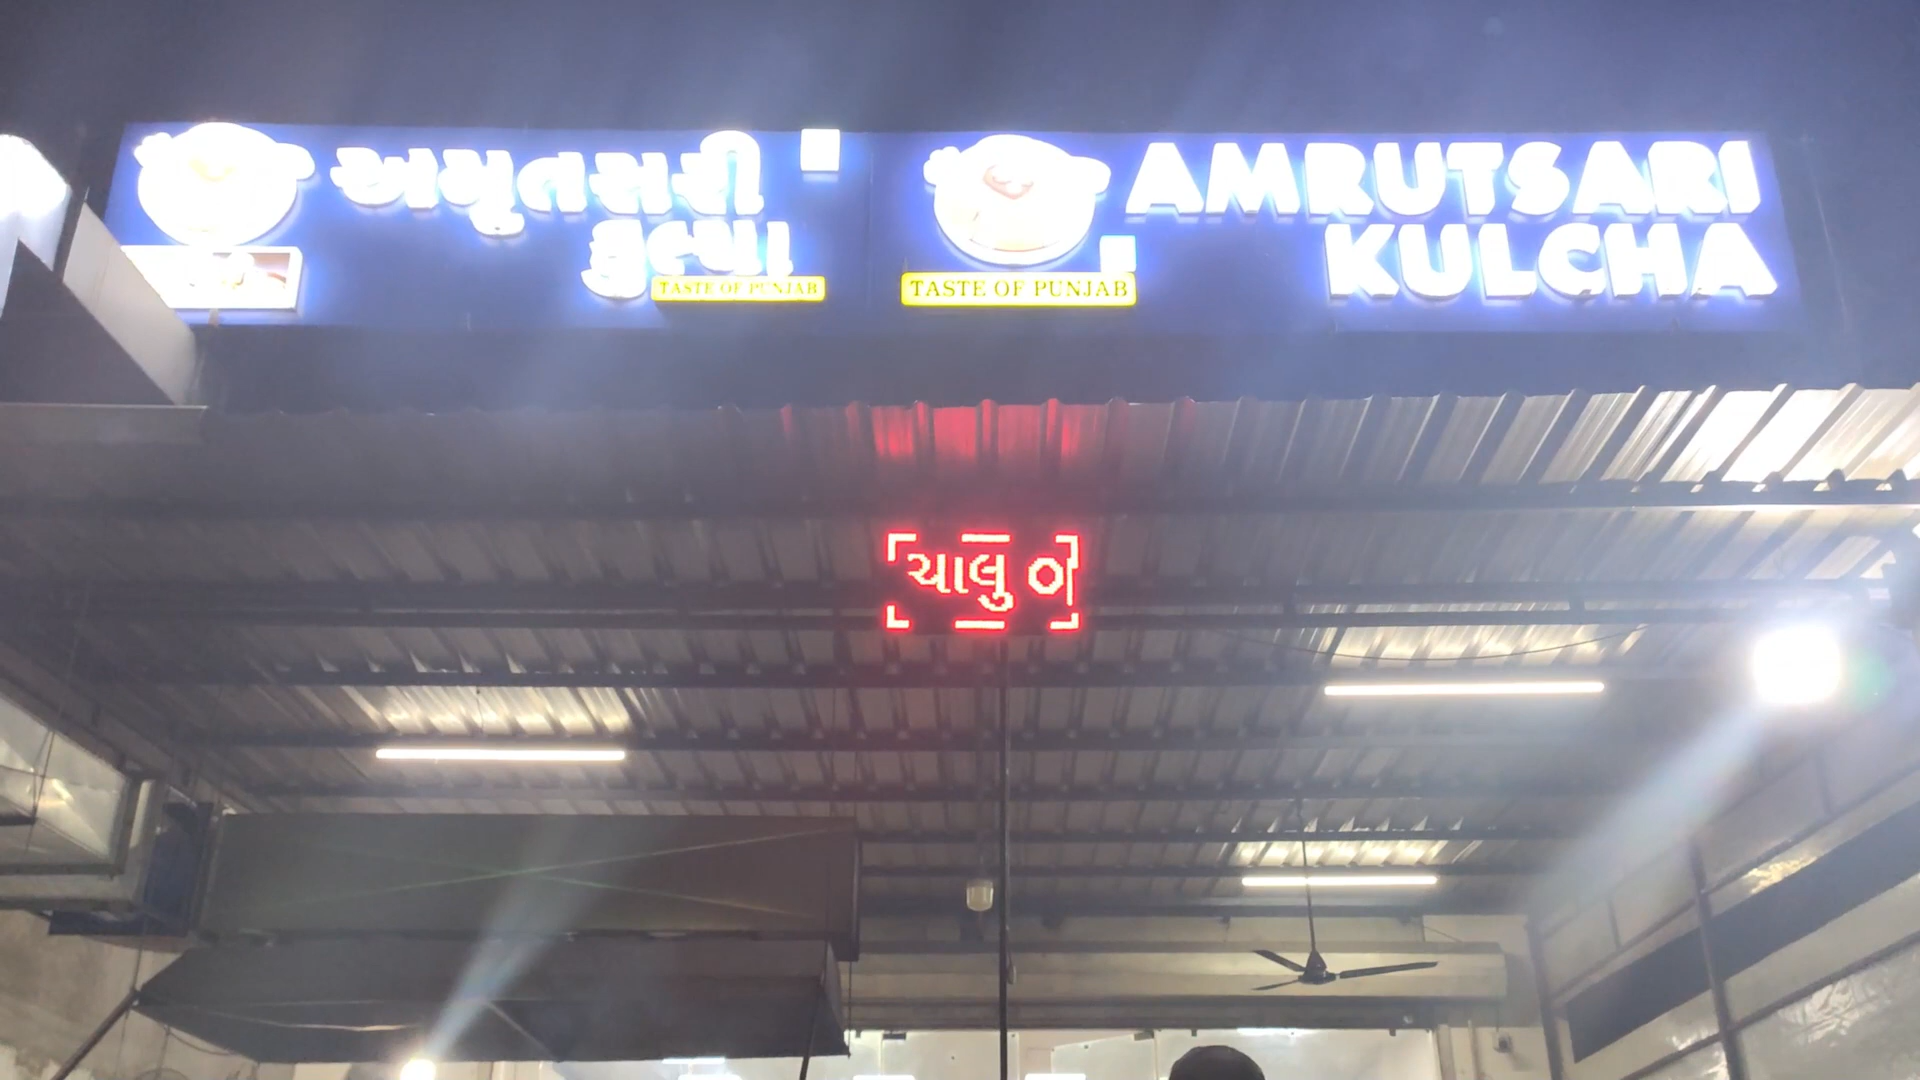 અમૃતસરી
કુલ્ચા
TASTE OF PUNJAB
TASTE OF PUNJAB
AMRUTSARI
KULCHA
ચાલુ